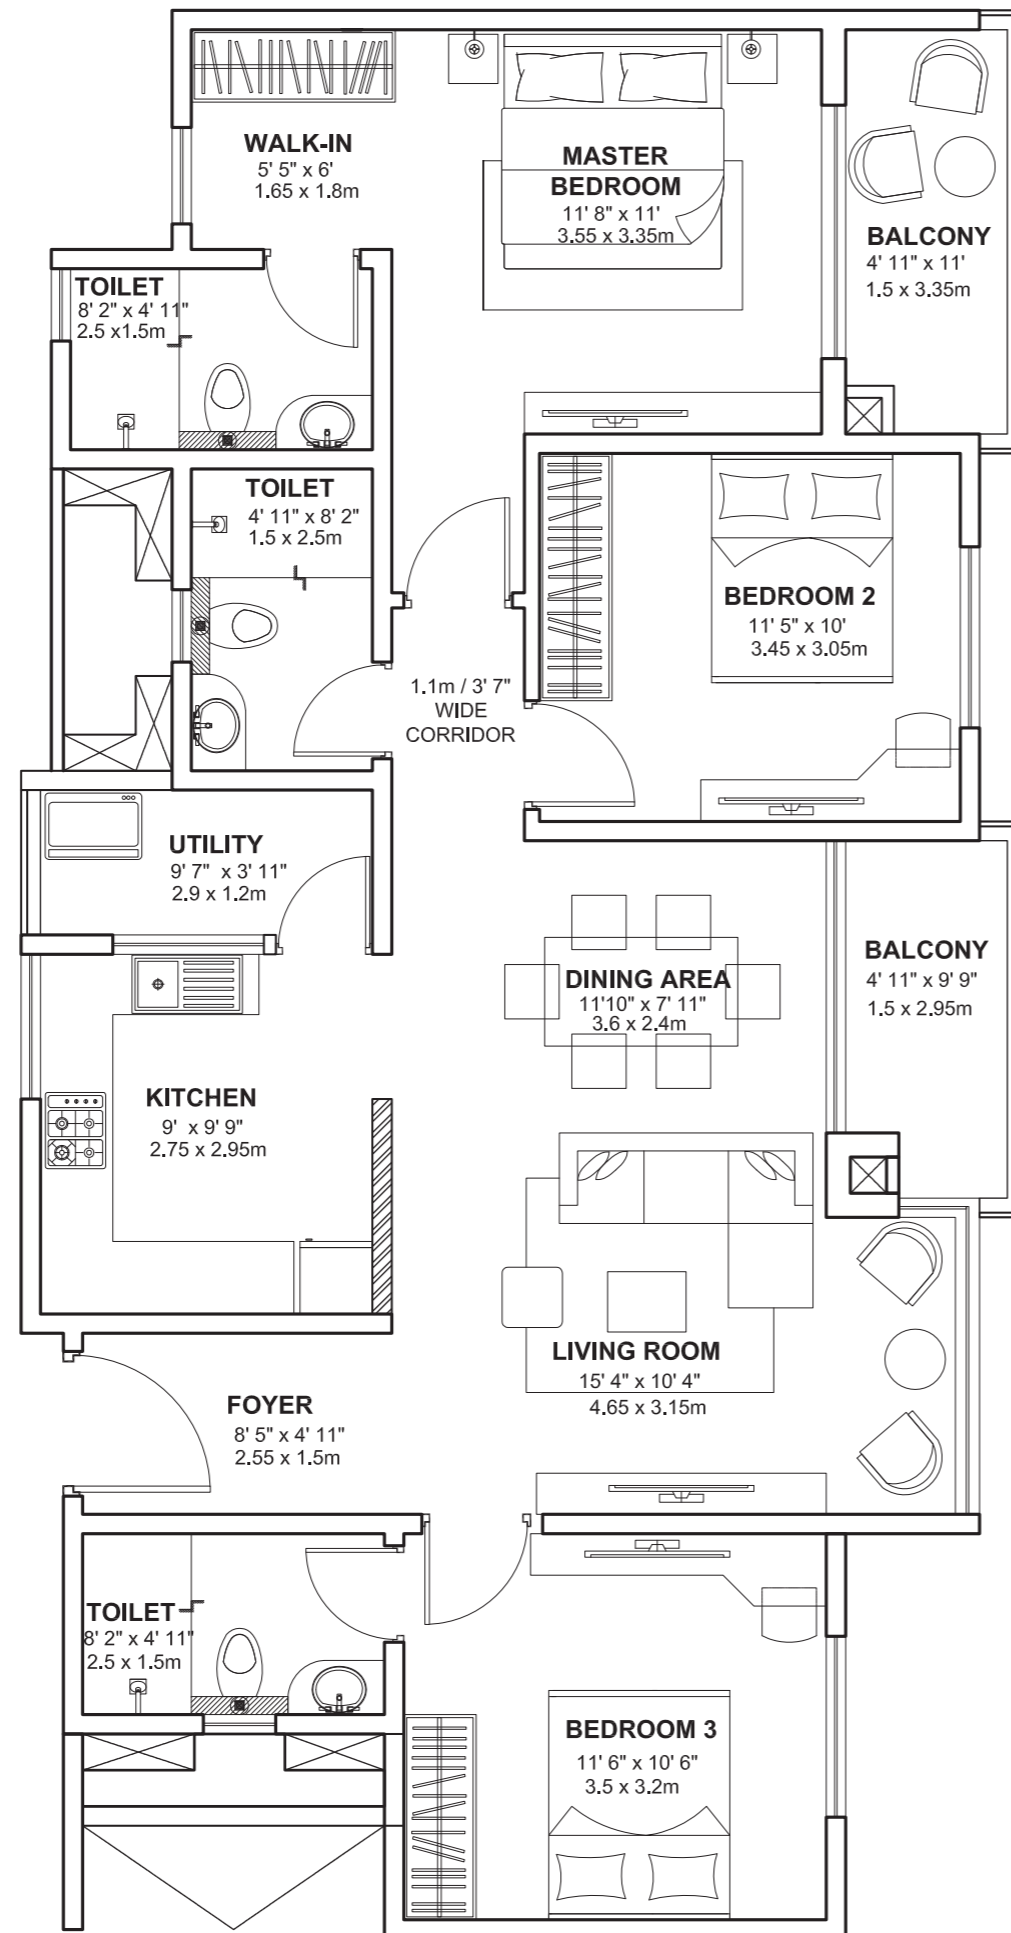 WALK-IN
5' 5" x 6'
1.65 x 1.8m
MASTER
BEDROOM
11' 8" x 11'
3.55 x 3.35m
BALCONY
4' 11" x 11'
1.5 x 3.35m
TOILET
8' 2" x 4' 11"
2.5 x1.5m
TOILET
4' 11" x 8' 2"
1.5 x 2.5m
BEDROOM 2
11' 5" x 10'
3.45 x 3.05m
1.1m / 3' 7"
WIDE
CORRIDOR
UTILITY
9' 7" x 3' 11"
2.9 x 1.2m
DINING AREA
11'10" x 7' 11"
3.6 x 2.4m
BALCONY
4' 11" x 9' 9"
1.5 x 2.95m
KITCHEN
9' x 9' 9"
2.75 x 2.95m
LIVING ROOM
15' 4" x 10' 4"
4.65 x 3.15m
FOYER
8' 5" x 4' 11"
2.55 x 1.5m
TOILET
8' 2" x 4' 11"
2.5 x 1.5m
BEDROOM 3
11' 6" x 10' 6"
3.5 x 3.2m